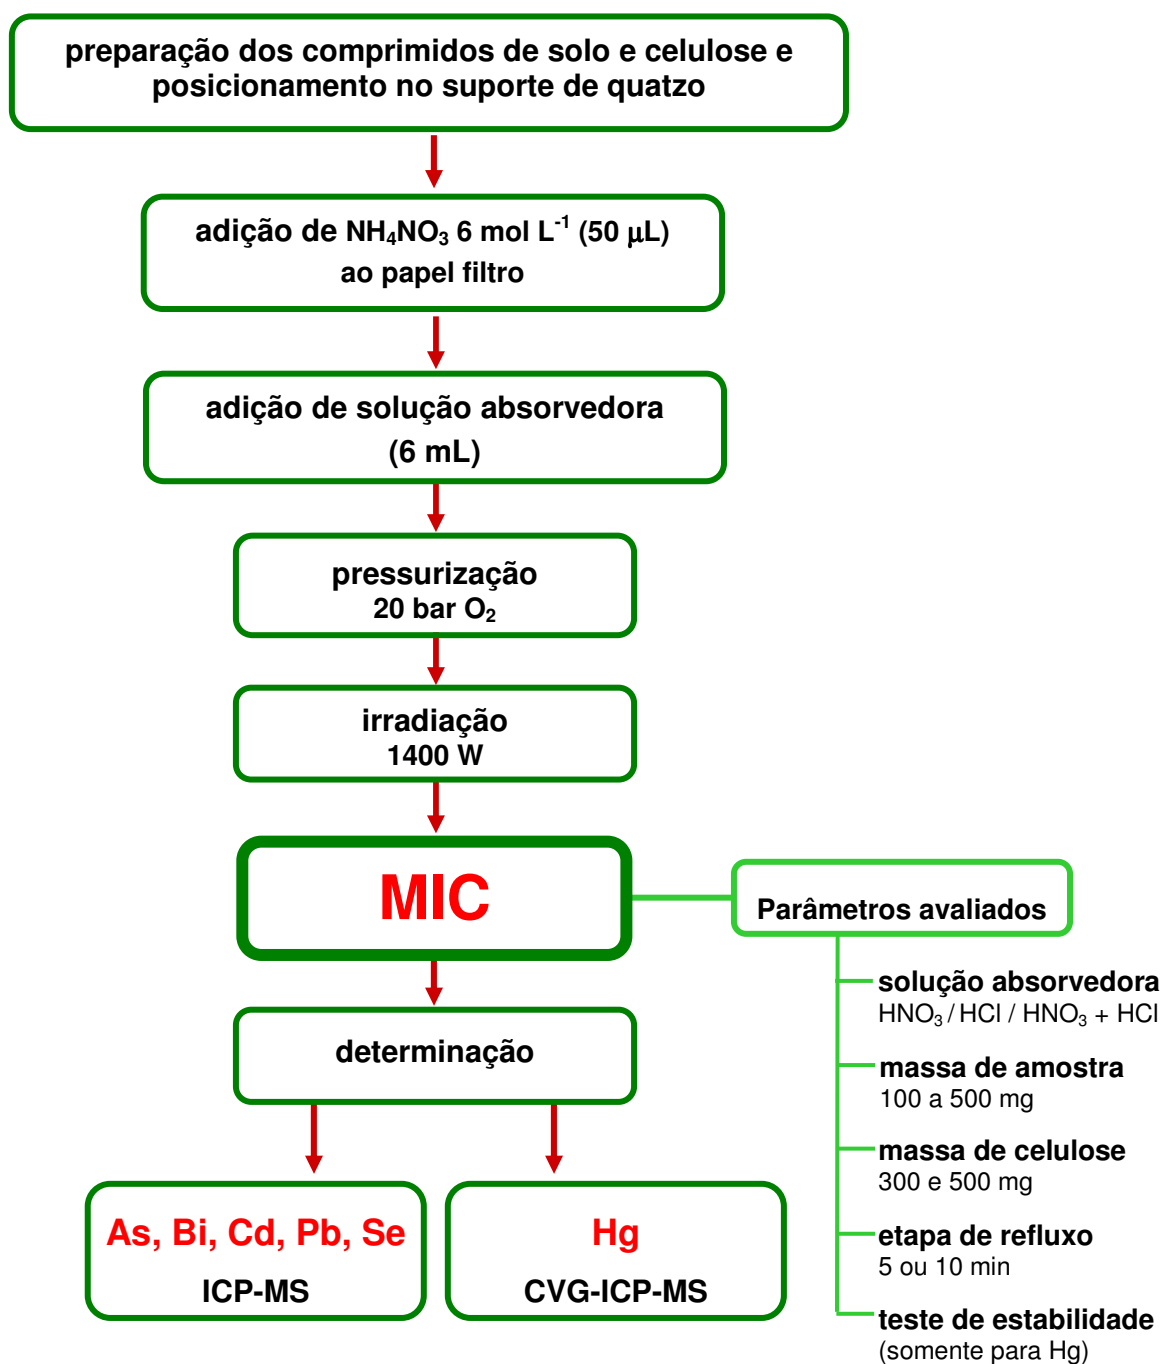 preparação dos comprimidos de solo e celulose e
posicionamento no suporte de quatzo
adição de NH₄NO₃ 6 mol L⁻¹ (50 μL)
ao papel filtro
adição de solução absorvedora
(6 mL)
pressurização
20 bar O₂
irradiação
1400 W
MIC
Parâmetros avaliados
solução absorvedora
HNO₃ / HCl / HNO₃ + HCl
massa de amostra
100 a 500 mg
massa de celulose
300 e 500 mg
etapa de refluxo
5 ou 10 min
teste de estabilidade
(somente para Hg)
determinação
As, Bi, Cd, Pb, Se
ICP-MS
Hg
CVG-ICP-MS